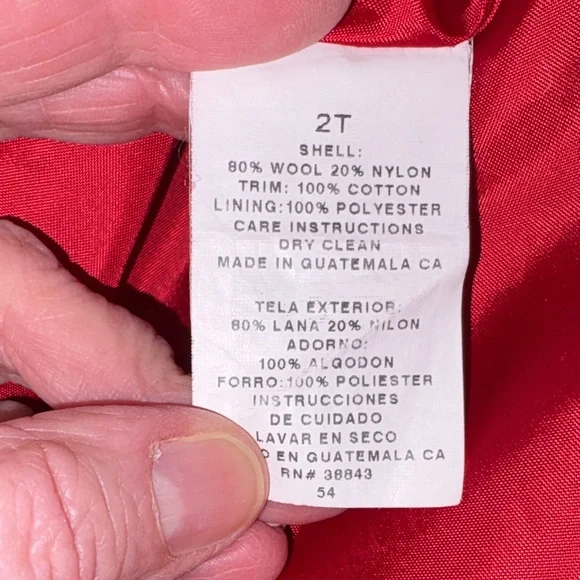 2T
SHELL:
80% WOOL 20% NYLON
TRIM: 100% COTTON
LINING:100% POLYESTER
CARE INSTRUCTIONS
DRY CLEAN
MADE IN GUATEMALA CA
TELA EXTERIOR:
80% LANA 20% NILON
ADORNO:
100% ALGODON
FORRO:100% POLIESTER
INSTRUCCIONES
DE CUIDADO
LAVAR EN SECO
EN GUATEMALA CA
RN# 38843
54